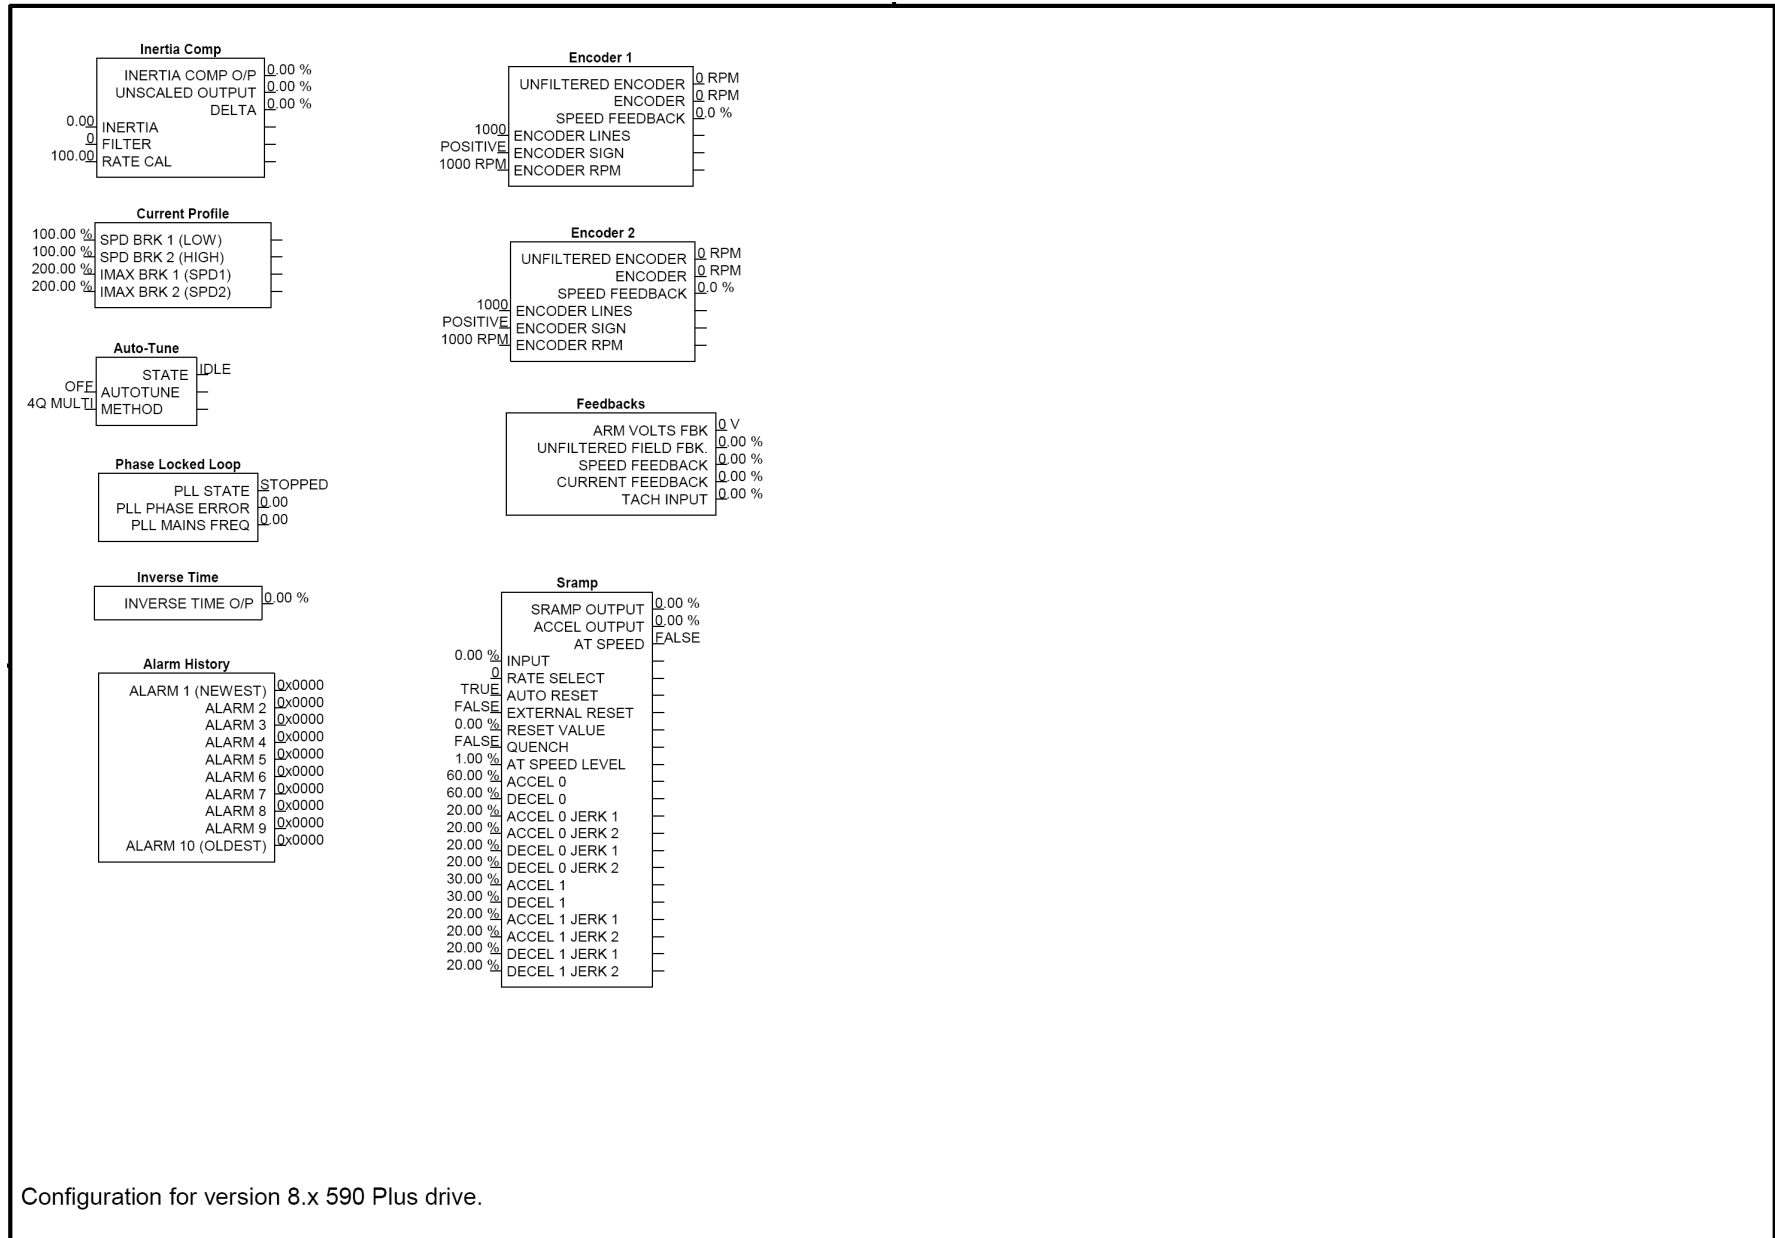 Inertia Comp
INERTIA COMP O/P 0.00 %
UNSCALED OUTPUT 0.00 %
DELTA 0.00 %
0.00 INERTIA
0 FILTER
100.00 RATE CAL
Current Profile
100.00 % SPD BRK 1 (LOW)
100.00 % SPD BRK 2 (HIGH)
200.00 % IMAX BRK 1 (SPD1)
200.00 % IMAX BRK 2 (SPD2)
Auto-Tune
STATE IDLE
OFF AUTOTUNE
4Q MULTI METHOD
Phase Locked Loop
PLL STATE STOPPED
PLL PHASE ERROR 0.00
PLL MAINS FREQ 0.00
Inverse Time
INVERSE TIME O/P 0.00 %
Alarm History
ALARM 1 (NEWEST) 0x0000
ALARM 2 0x0000
ALARM 3 0x0000
ALARM 4 0x0000
ALARM 5 0x0000
ALARM 6 0x0000
ALARM 7 0x0000
ALARM 8 0x0000
ALARM 9 0x0000
ALARM 10 (OLDEST) 0x0000
Encoder 1
UNFILTERED ENCODER 0 RPM
ENCODER 0 RPM
SPEED FEEDBACK 0.0 %
1000 ENCODER LINES
POSITIVE ENCODER SIGN
1000 RPM ENCODER RPM
Encoder 2
UNFILTERED ENCODER 0 RPM
ENCODER 0 RPM
SPEED FEEDBACK 0.0 %
1000 ENCODER LINES
POSITIVE ENCODER SIGN
1000 RPM ENCODER RPM
Feedbacks
ARM VOLTS FBK 0 V
UNFILTERED FIELD FBK. 0.00 %
SPEED FEEDBACK 0.00 %
CURRENT FEEDBACK 0.00 %
TACH INPUT 0.00 %
Sramp
SRAMP OUTPUT 0.00 %
ACCEL OUTPUT 0.00 %
AT SPEED FALSE
0.00 % INPUT
0 RATE SELECT
TRUE AUTO RESET
FALSE EXTERNAL RESET
0.00 % RESET VALUE
FALSE QUENCH
1.00 % AT SPEED LEVEL
60.00 % ACCEL 0
60.00 % DECEL 0
20.00 % ACCEL 0 JERK 1
20.00 % ACCEL 0 JERK 2
20.00 % DECEL 0 JERK 1
20.00 % DECEL 0 JERK 2
30.00 % ACCEL 1
30.00 % DECEL 1
20.00 % ACCEL 1 JERK 1
20.00 % ACCEL 1 JERK 2
20.00 % DECEL 1 JERK 1
20.00 % DECEL 1 JERK 2
Configuration for version 8.x 590 Plus drive.